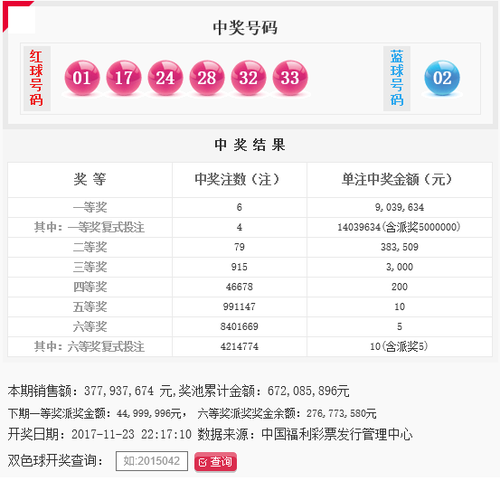 中奖号码
红球号码 01 17 24 28 32 33 蓝球号码 02
中奖结果
奖等 中奖注数（注） 单注中奖金额（元）
一等奖 6 9,039,634
其中: 一等奖复式投注 4 14039634(含派奖5000000)
二等奖 79 383,509
三等奖 915 3,000
四等奖 46678 200
五等奖 991147 10
六等奖 8401669 5
其中: 六等奖复式投注 4214774 10(含派奖5)
本期销售额: 377,937,674 元,奖池累计金额: 672,085,896元
下期一等奖派奖金额: 44,999,996元, 六等奖派奖奖金余额: 276,773,580元
开奖日期: 2017-11-23 22:17:10 数据来源: 中国福利彩票发行管理中心
双色球开奖查询: 如:2015042 查询